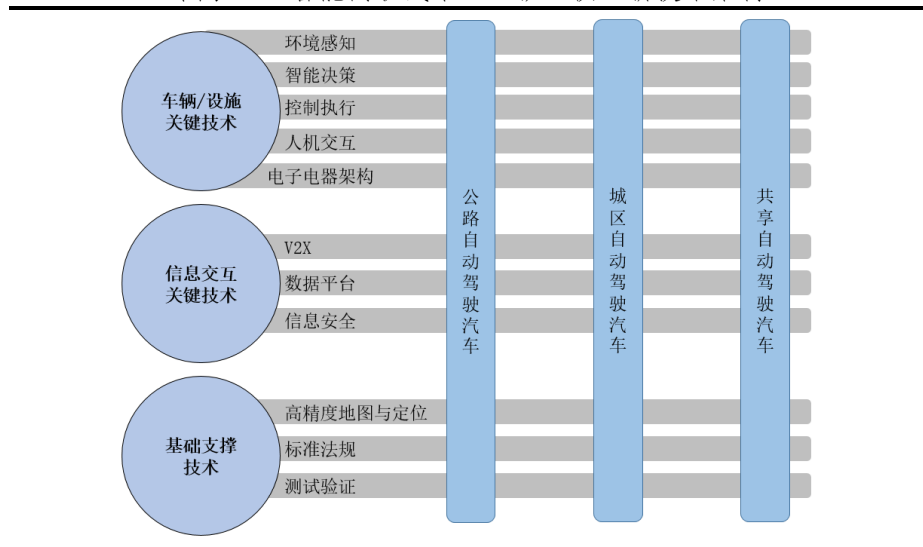 环境感知
智能决策
车辆/设施
关键技术
控制执行
人机交互
电子电器架构
V2X
信息交互
关键技术
数据平台
信息安全
高精度地图与定位
基础支撑
技术
标准法规
测试验证
公路自动驾驶汽车
城区自动驾驶汽车
共享自动驾驶汽车